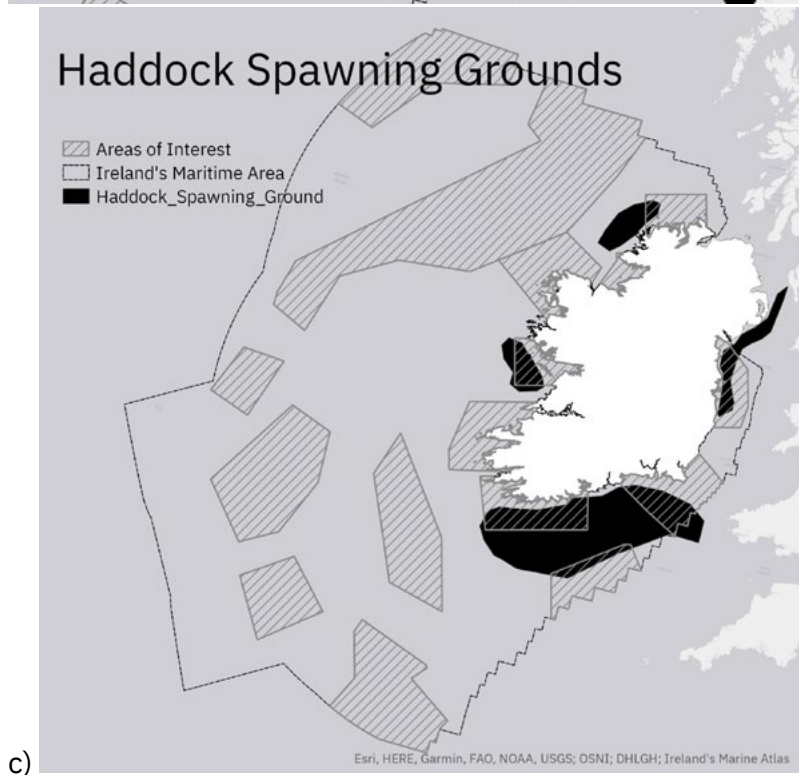 Haddock Spawning Grounds
Areas of Interest
Ireland's Maritime Area
Haddock_Spawning_Ground
Esri, HERE, Garmin, FAO, NOAA, USGS; OSNI; DHLGH; Ireland's Marine Atlas
c)